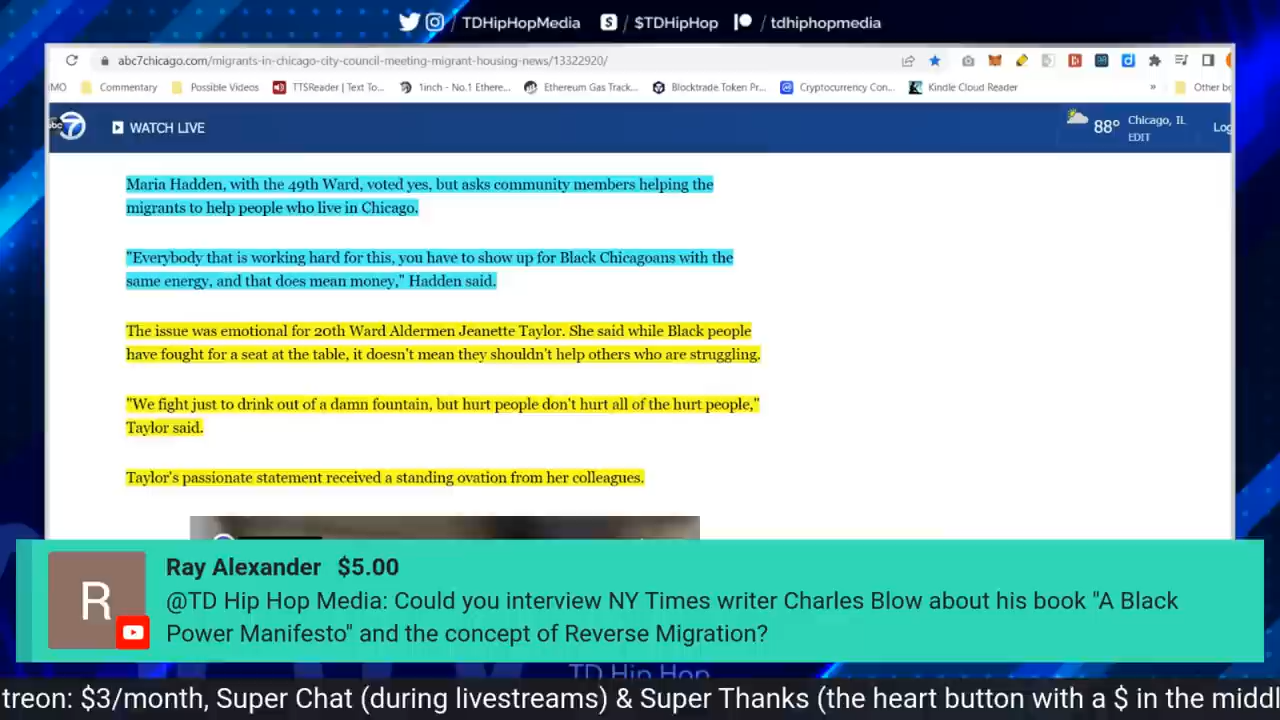 / TDHipHopMedia $ / $TDHipHop / tdhiphopmedia
abc7chicago.com/migrants-in-chicago-city-council-meeting-migrant-housing-news/13322920/
MO Commentary Possible Videos TTSReader | Text To... 1inch - No.1 Ethere... Ethereum Gas Track... Blocktrade Token Pr... Cryptocurrency Con... Kindle Cloud Reader » Other bo
abc 7 WATCH LIVE 88° Chicago, IL Log
EDIT
Maria Hadden, with the 49th Ward, voted yes, but asks community members helping the
migrants to help people who live in Chicago.
"Everybody that is working hard for this, you have to show up for Black Chicagoans with the
same energy, and that does mean money," Hadden said.
The issue was emotional for 20th Ward Aldermen Jeanette Taylor. She said while Black people
have fought for a seat at the table, it doesn't mean they shouldn't help others who are struggling.
"We fight just to drink out of a damn fountain, but hurt people don't hurt all of the hurt people,"
Taylor said.
Taylor's passionate statement received a standing ovation from her colleagues.
R
Ray Alexander $5.00
@TD Hip Hop Media: Could you interview NY Times writer Charles Blow about his book "A Black
Power Manifesto" and the concept of Reverse Migration?
TD Hip Hop
treon: $3/month, Super Chat (during livestreams) & Super Thanks (the heart button with a $ in the middl